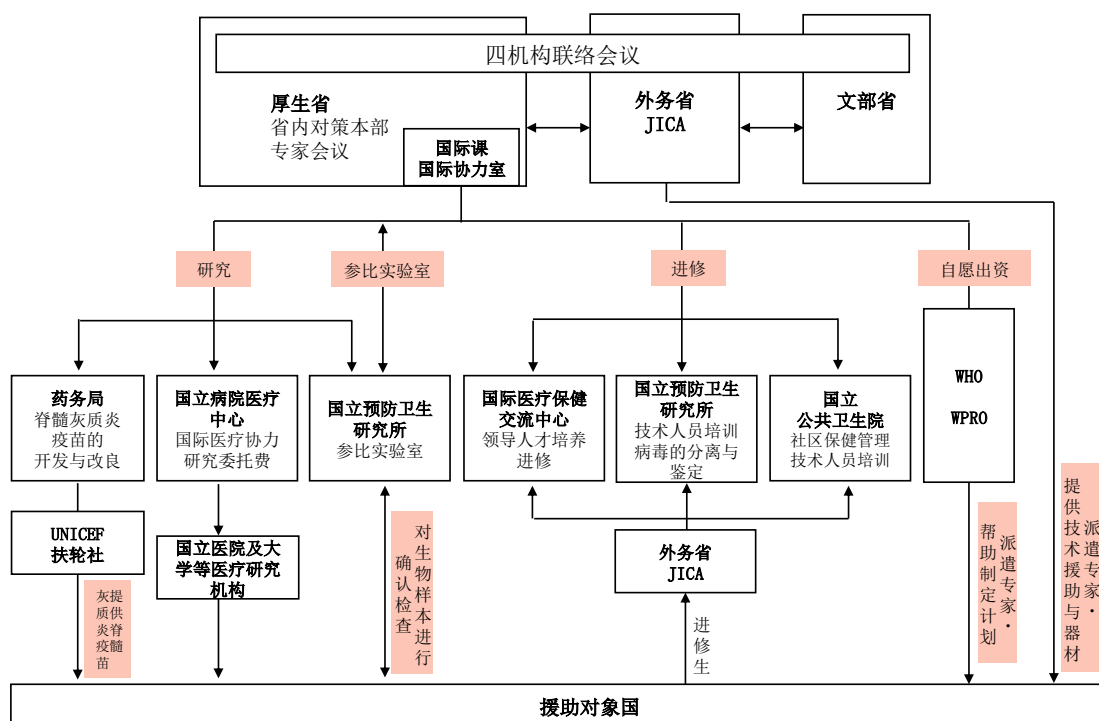 四机构联络会议
厚生省
省内对策本部
专家会议
国际课
国际协力室
外务省
JICA
文部省
研究
参比实验室
进修
自愿出资
药务局
脊髓灰质炎
疫苗的
开发与改良
国立病院医疗
中心
国际医疗协力
研究委托费
国立预防卫生
研究所
参比实验室
国际医疗保健
交流中心
领导人才培养
进修
国立预防卫生
研究所
技术人员培训
病毒的分离与
鉴定
国立
公共卫生院
社区保健管理
技术人员培训
WHO
WPRO
UNICEF
扶轮社
国立医院及大
学等医疗研究
机构
外务省
JICA
提供脊髓
灰质炎疫苗
对生物样本进行
确认检查
进修生
派遣专家·
帮助制定计划
派遣专家·
提供技术援助与器材
援助对象国